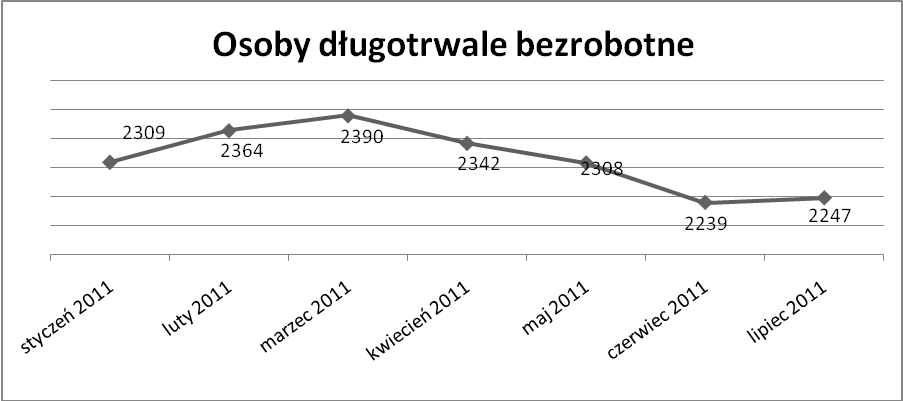 Osoby długotrwale bezrobotne
2309
2364
2390
2342
2308
2239
2247
styczeń 2011
luty 2011
marzec 2011
kwiecień 2011
maj 2011
czerwiec 2011
lipiec 2011